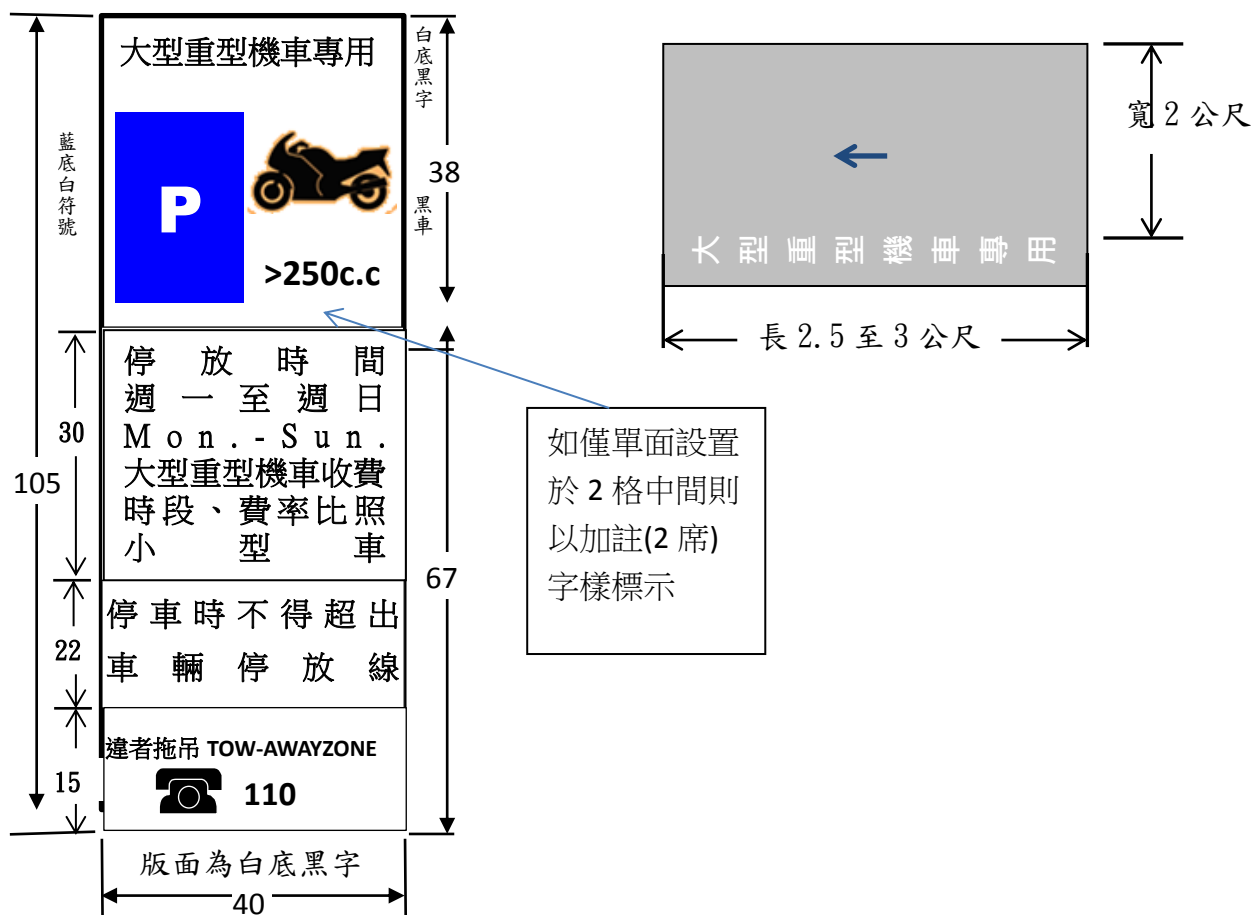 大型重型機車專用
P
>250c.c
白底黑字
38
黑車
藍底白符號
105
停放時間
週一至週日
Mon.-Sun.
大型重型機車收費
時段、費率比照
小型車
30
停車時不得超出
車輛停放線
22
67
違者拖吊 TOW-AWAYZONE
110
15
版面為白底黑字
40
如僅單面設置
於 2 格中間則
以加註(2 席)
字樣標示
寬 2 公尺
大型重型機車專用
長 2.5 至 3 公尺